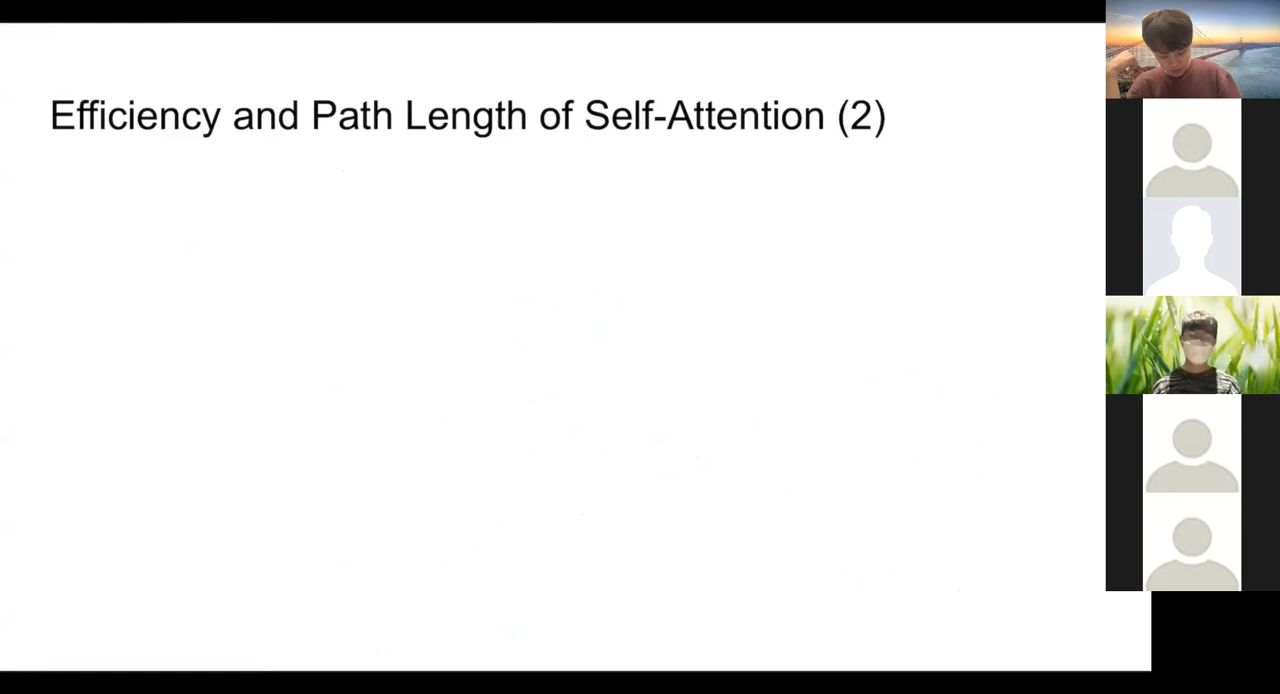 Efficiency and Path Length of Self-Attention (2)